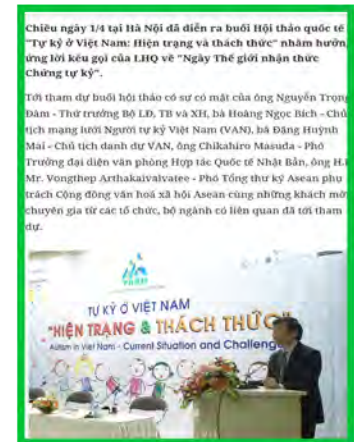 Chiều ngày 1/4 tại Hà Nội đã diễn ra buổi Hội thảo quốc tế
"Tự kỷ ở Việt Nam: Hiện trạng và thách thức" nhằm hưởng
ứng lời kêu gọi của LHQ về "Ngày Thế giới nhận thức
Chứng tự kỷ".
Tới tham dự buổi hội thảo có sự có mặt của ông Nguyễn Trọng
Đàm - Thứ trưởng Bộ LĐ, TB và XH, bà Hoàng Ngọc Bích - Chủ
tịch mạng lưới Người tự kỷ Việt Nam (VAN), bà Đặng Huỳnh
Mai - Chủ tịch danh dự VAN, ông Chikahiro Masuda - Phó
Trưởng đại diện văn phòng Hợp tác Quốc tế Nhật Bản, ông H.E
Mr. Vongthep Arthakaivalvatee - Phó Tổng thư ký Asean phụ
trách Cộng đồng văn hoá xã hội Asean cùng những khách mời
chuyên gia từ các tổ chức, bộ ngành có liên quan đã tới tham
dự.
TỰ KỶ Ở VIỆT NAM
"HIỆN TRẠNG & THÁCH THỨC"
Autism in Viet Nam - Current Situation and Challeng